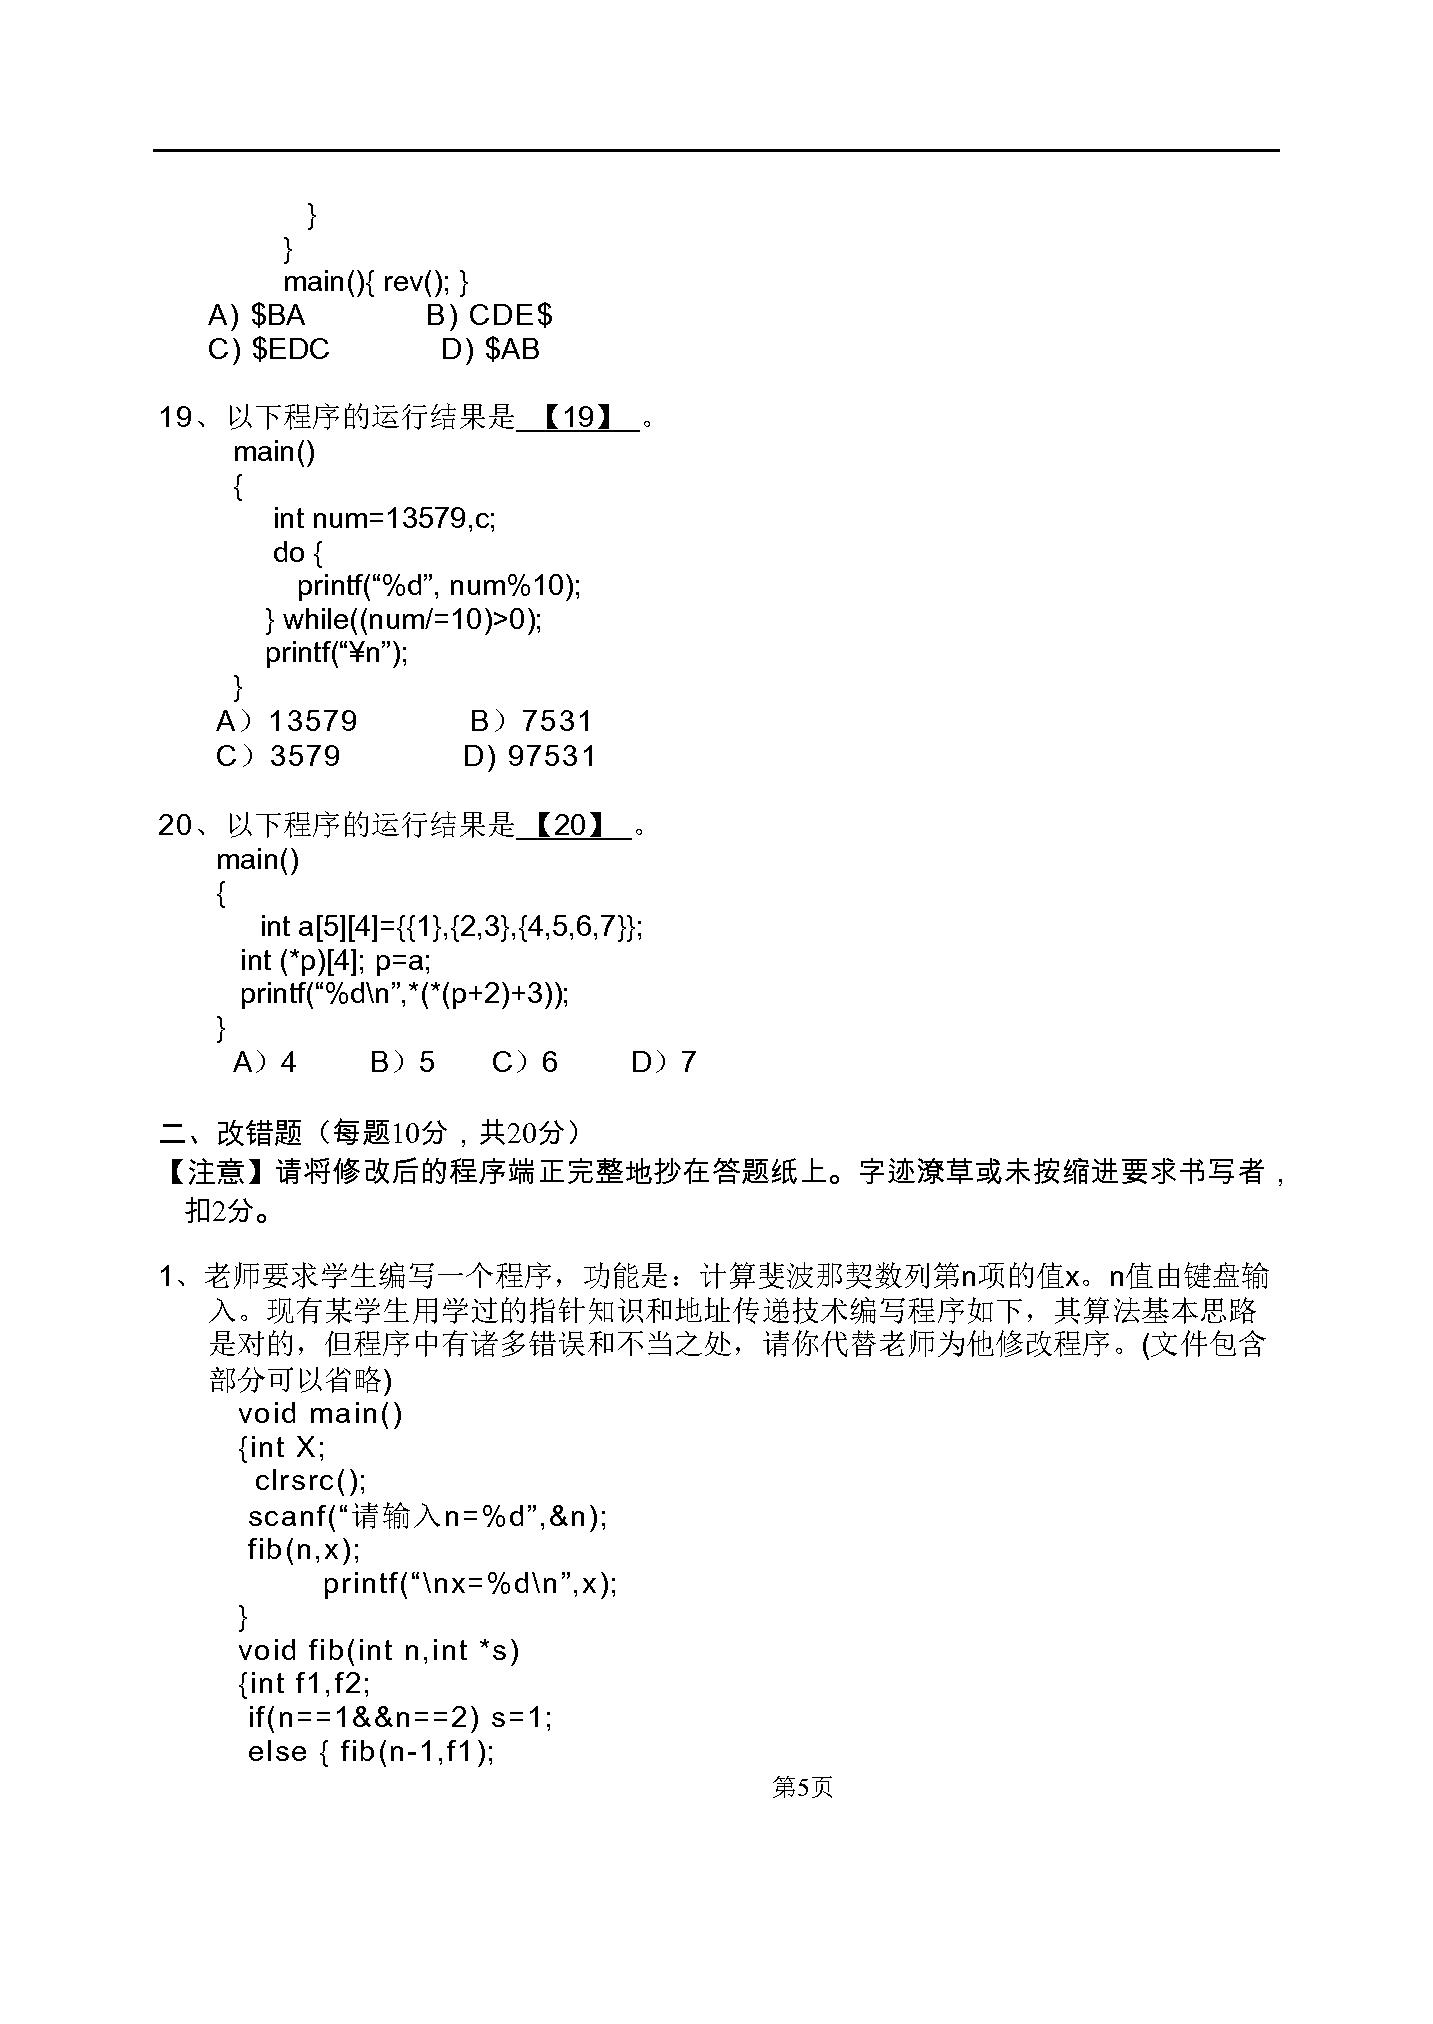 }
}
main(){ rev(); }
A) $BA B) CDE$
C) $EDC D) $AB
19、以下程序的运行结果是 【19】 。
main()
{
int num=13579,c;
do {
printf(“%d”, num%10);
} while((num/=10)>0);
printf(“¥n”);
}
A）13579 B）7531
C）3579 D) 97531
20、以下程序的运行结果是 【20】 。
main()
{
int a[5][4]={{1},{2,3},{4,5,6,7}};
int (*p)[4]; p=a;
printf(“%d\n”,*(*(p+2)+3));
}
A）4 B）5 C）6 D）7
二、改错题（每题10分，共20分）
【注意】请将修改后的程序端正完整地抄在答题纸上。字迹潦草或未按缩进要求书写者，
扣2分。
1、老师要求学生编写一个程序，功能是：计算斐波那契数列第n项的值x。n值由键盘输
入。现有某学生用学过的指针知识和地址传递技术编写程序如下，其算法基本思路
是对的，但程序中有诸多错误和不当之处，请你代替老师为他修改程序。(文件包含
部分可以省略)
void main()
{int X;
clrsrc();
scanf(“请输入n=%d”,&n);
fib(n,x);
printf(“\nx=%d\n”,x);
}
void fib(int n,int *s)
{int f1,f2;
if(n==1&&n==2) s=1;
else { fib(n-1,f1);
第5页